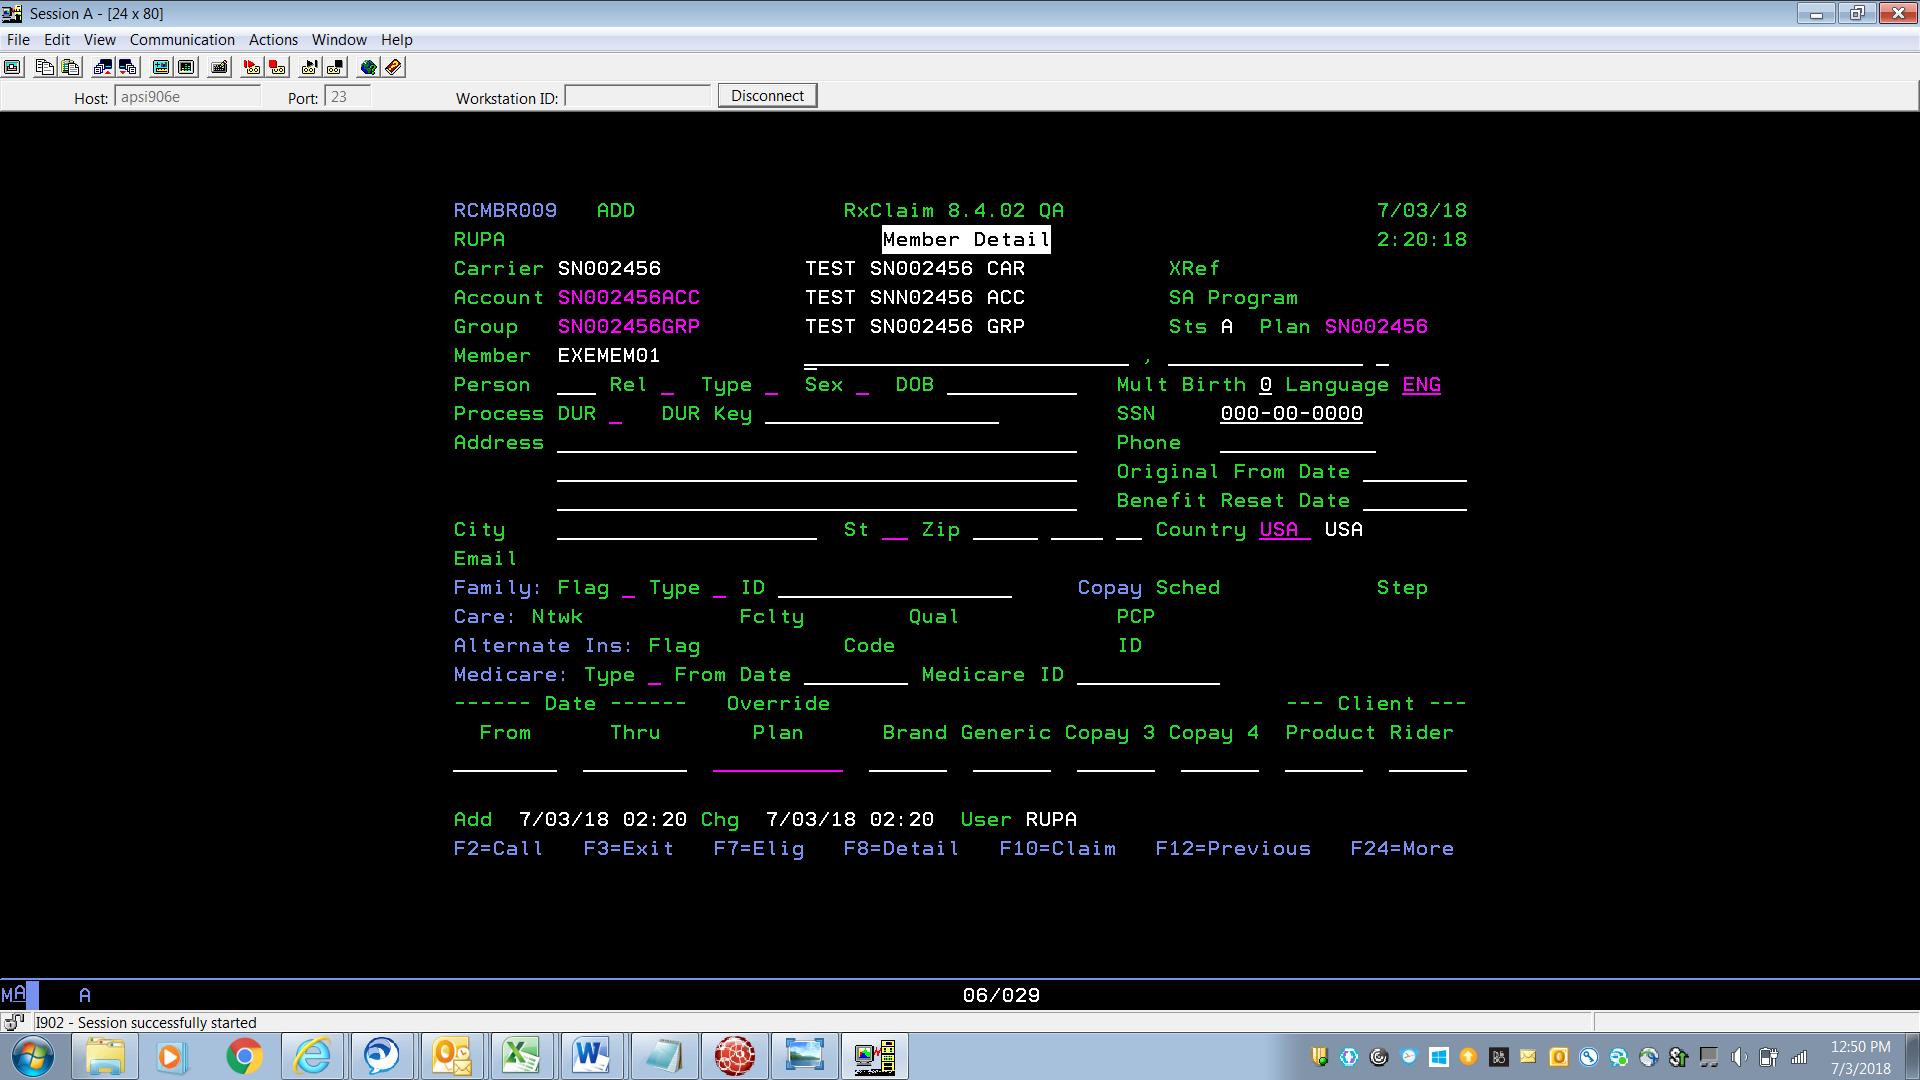 Session A - [24 x 80]
File Edit View Communication Actions Window Help
Host: apsi906e Port: 23 Workstation ID: Disconnect
RCMBR009 ADD RxClaim 8.4.02 QA 7/03/18
RUPA Member Detail 2:20:18
Carrier SN002456 TEST SN002456 CAR XRef
Account SN002456ACC TEST SNN02456 ACC SA Program
Group SN002456GRP TEST SN002456 GRP Sts A Plan SN002456
Member EXEMEM01 ,
Person Rel Type Sex DOB Mult Birth 0 Language ENG
Process DUR DUR Key SSN 000-00-0000
Address Phone
Original From Date
Benefit Reset Date
City St Zip Country USA USA
Email
Family: Flag Type ID Copay Sched Step
Care: Ntwk Fclty Qual PCP
Alternate Ins: Flag Code ID
Medicare: Type From Date Medicare ID
------ Date ------ Override --- Client ---
From Thru Plan Brand Generic Copay 3 Copay 4 Product Rider
Add 7/03/18 02:20 Chg 7/03/18 02:20 User RUPA
F2=Call F3=Exit F7=Elig F8=Detail F10=Claim F12=Previous F24=More
MA A 06/029
I902 - Session successfully started
12:50 PM
7/3/2018